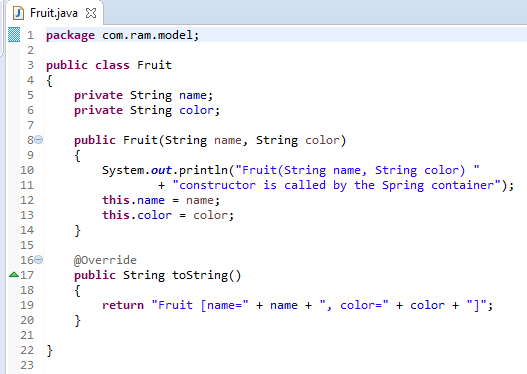 Fruit.java
1 package com.ram.model;
2
3 public class Fruit
4 {
5     private String name;
6     private String color;
7
8     public Fruit(String name, String color)
9     {
10         System.out.println("Fruit(String name, String color) "
11                 + "constructor is called by the Spring container");
12         this.name = name;
13         this.color = color;
14     }
15
16     @Override
17     public String toString()
18     {
19         return "Fruit [name=" + name + ", color=" + color + "]";
20     }
21
22 }
23